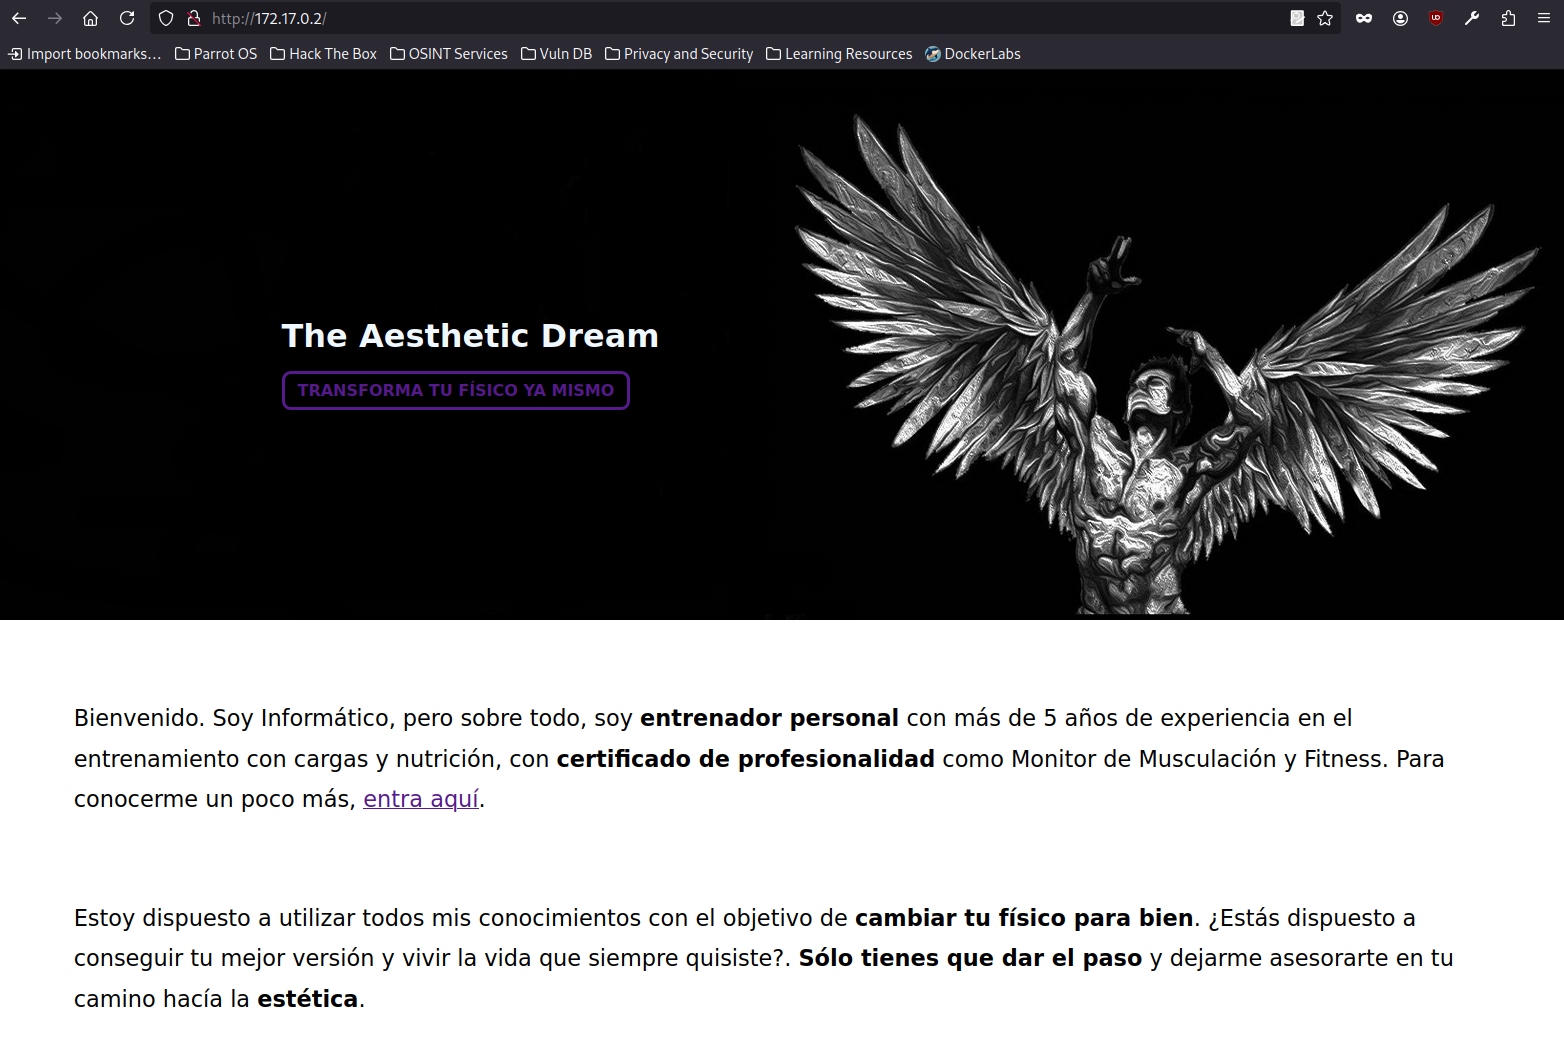 http://172.17.0.2/
Import bookmarks... Parrot OS Hack The Box OSINT Services Vuln DB Privacy and Security Learning Resources DockerLabs
The Aesthetic Dream
TRANSFORMA TU FÍSICO YA MISMO
Bienvenido. Soy Informático, pero sobre todo, soy entrenador personal con más de 5 años de experiencia en el
entrenamiento con cargas y nutrición, con certificado de profesionalidad como Monitor de Musculación y Fitness. Para
conocerme un poco más, entra aquí.
Estoy dispuesto a utilizar todos mis conocimientos con el objetivo de cambiar tu físico para bien. ¿Estás dispuesto a
conseguir tu mejor versión y vivir la vida que siempre quisiste?. Sólo tienes que dar el paso y dejarme asesorarte en tu
camino hacía la estética.